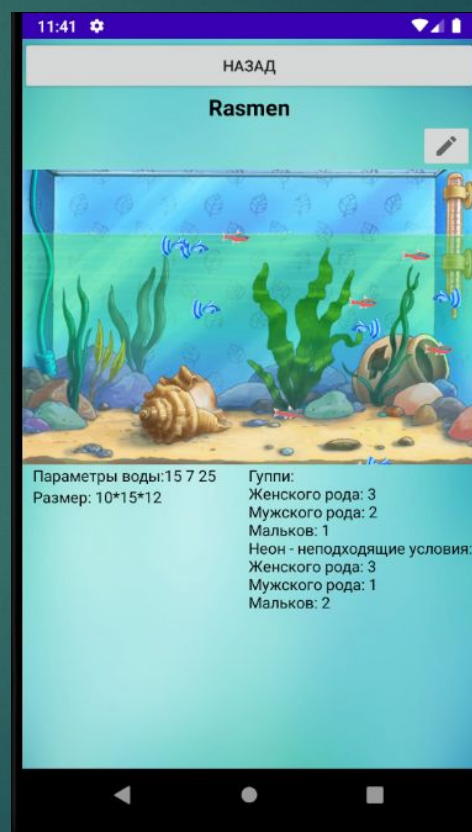 11:41
НАЗАД
Rasmen
Параметры воды:15 7 25
Размер: 10*15*12
Гуппи:
Женского рода: 3
Мужского рода: 2
Мальков: 1
Неон - неподходящие условия:
Женского рода: 3
Мужского рода: 1
Мальков: 2